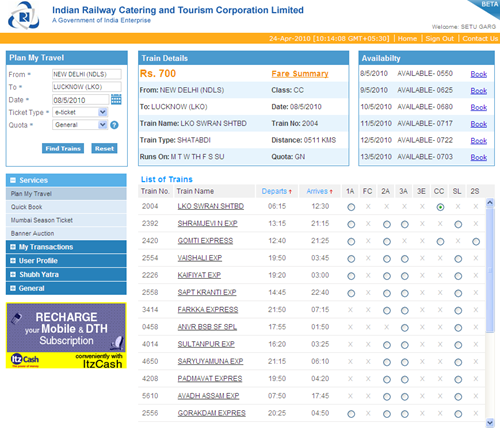 Indian Railway Catering and Tourism Corporation Limited
A Government of India Enterprise
BETA
Welcome: SETU GARG
24-Apr-2010 [10:14:08 GMT+05:30] | Home | Sign Out | Contact Us
Plan My Travel
From * NEW DELHI (NDLS)
To * LUCKNOW (LKO)
Date * 08/5/2010
Ticket Type * e-ticket
Quota * General ?
Find Trains Reset
Train Details
Rs. 700 Fare Summary
From: NEW DELHI (NDLS) Class: CC
To: LUCKNOW (LKO) Date: 08/5/2010
Train Name: LKO SWRAN SHTBD Train No: 2004
Train Type: SHATABDI Distance: 0511 KMS
Runs On: M T W TH F S SU Quota: GN
Availabilty
8/5/2010 AVAILABLE- 0550 Book
9/5/2010 AVAILABLE- 0625 Book
10/5/2010 AVAILABLE- 0680 Book
11/5/2010 AVAILABLE- 0717 Book
12/5/2010 AVAILABLE- 0722 Book
13/5/2010 AVAILABLE- 0703 Book
Services
Plan My Travel
Quick Book
Mumbai Season Ticket
Banner Auction
My Transactions
User Profile
Shubh Yatra
General
RECHARGE
your Mobile & DTH
Subscription
ItzCash
conveniently with
ItzCash
List of Trains
Train No. Train Name Departs Arrives 1A FC 2A 3A 3E CC SL 2S
2004 LKO SWRAN SHTBD 06:15 12:30 X X X X X X
2392 SHRAMJEVI N EXP 13:15 21:15 X X X X X
2420 GOMTI EXPRESS 12:40 21:25 X X X X X
2554 VAISHALI EXP 19:50 03:45 X X X X
2226 KAIFIYAT EXP 19:20 03:00 X X X X
2558 SAPT KRANTI EXP 14:45 22:40 X X X X
3414 FARKKA EXPRESS 21:50 07:15 X X X X X
0458 ANVR BSB SF SPL 17:55 01:50 X X X X X
4014 SULTANPUR EXP 16:20 03:25 X X X X X
4650 SARYUYAMUNA EXP 21:15 06:10 X X X X
4208 PADMAVAT EXPRES 19:50 04:20 X X X X
5610 AVADH ASSAM EXP 07:50 17:45 X X X X X
2556 GORAKDAM EXPRES 20:25 04:50 X X X X